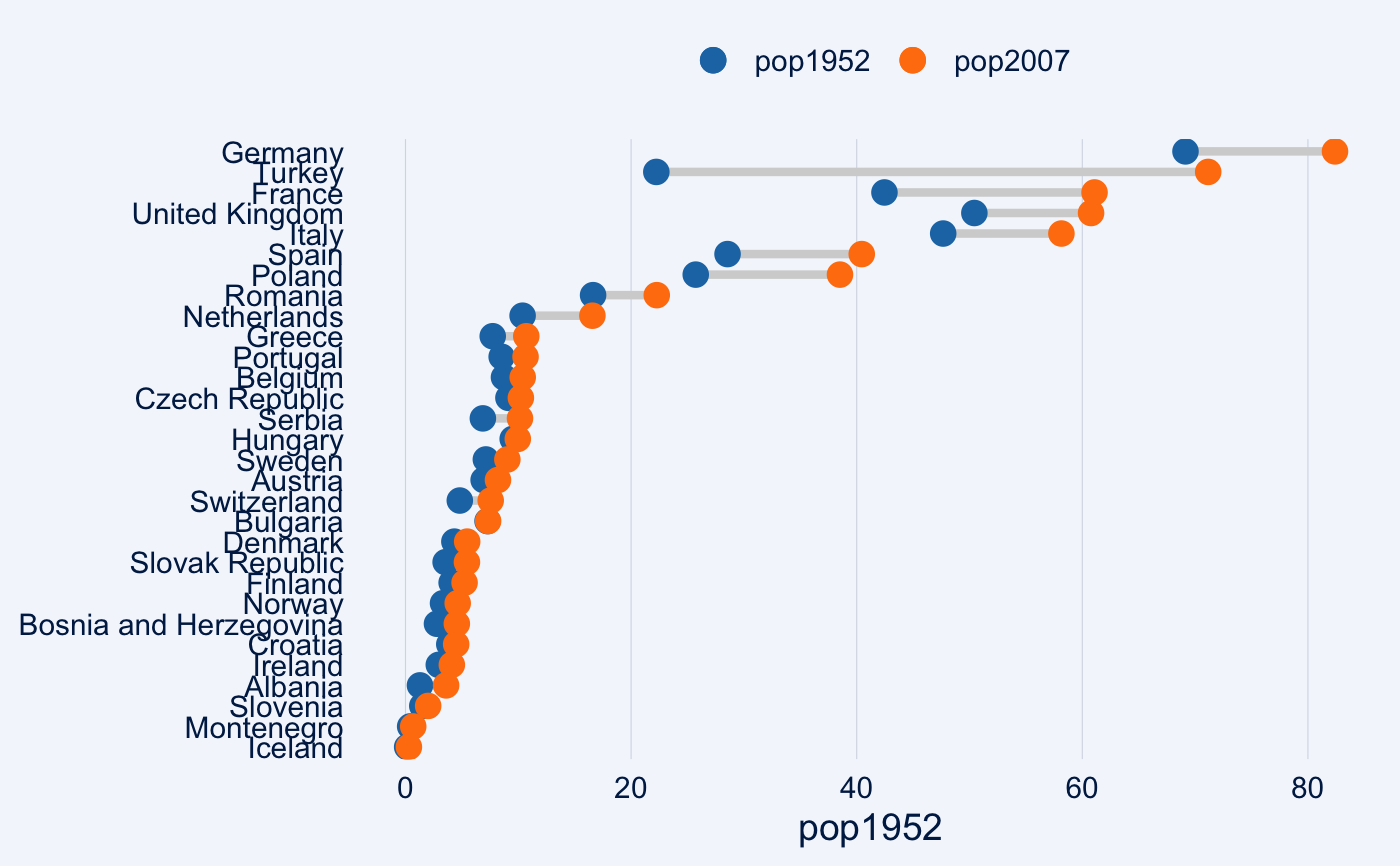 pop1952 pop2007
Germany
Turkey
France
United Kingdom
Italy
Spain
Poland
Romania
Netherlands
Greece
Portugal
Belgium
Czech Republic
Serbia
Hungary
Sweden
Austria
Switzerland
Bulgaria
Denmark
Slovak Republic
Finland
Norway
Bosnia and Herzegovina
Croatia
Ireland
Albania
Slovenia
Montenegro
Iceland
0 20 40 60 80
pop1952